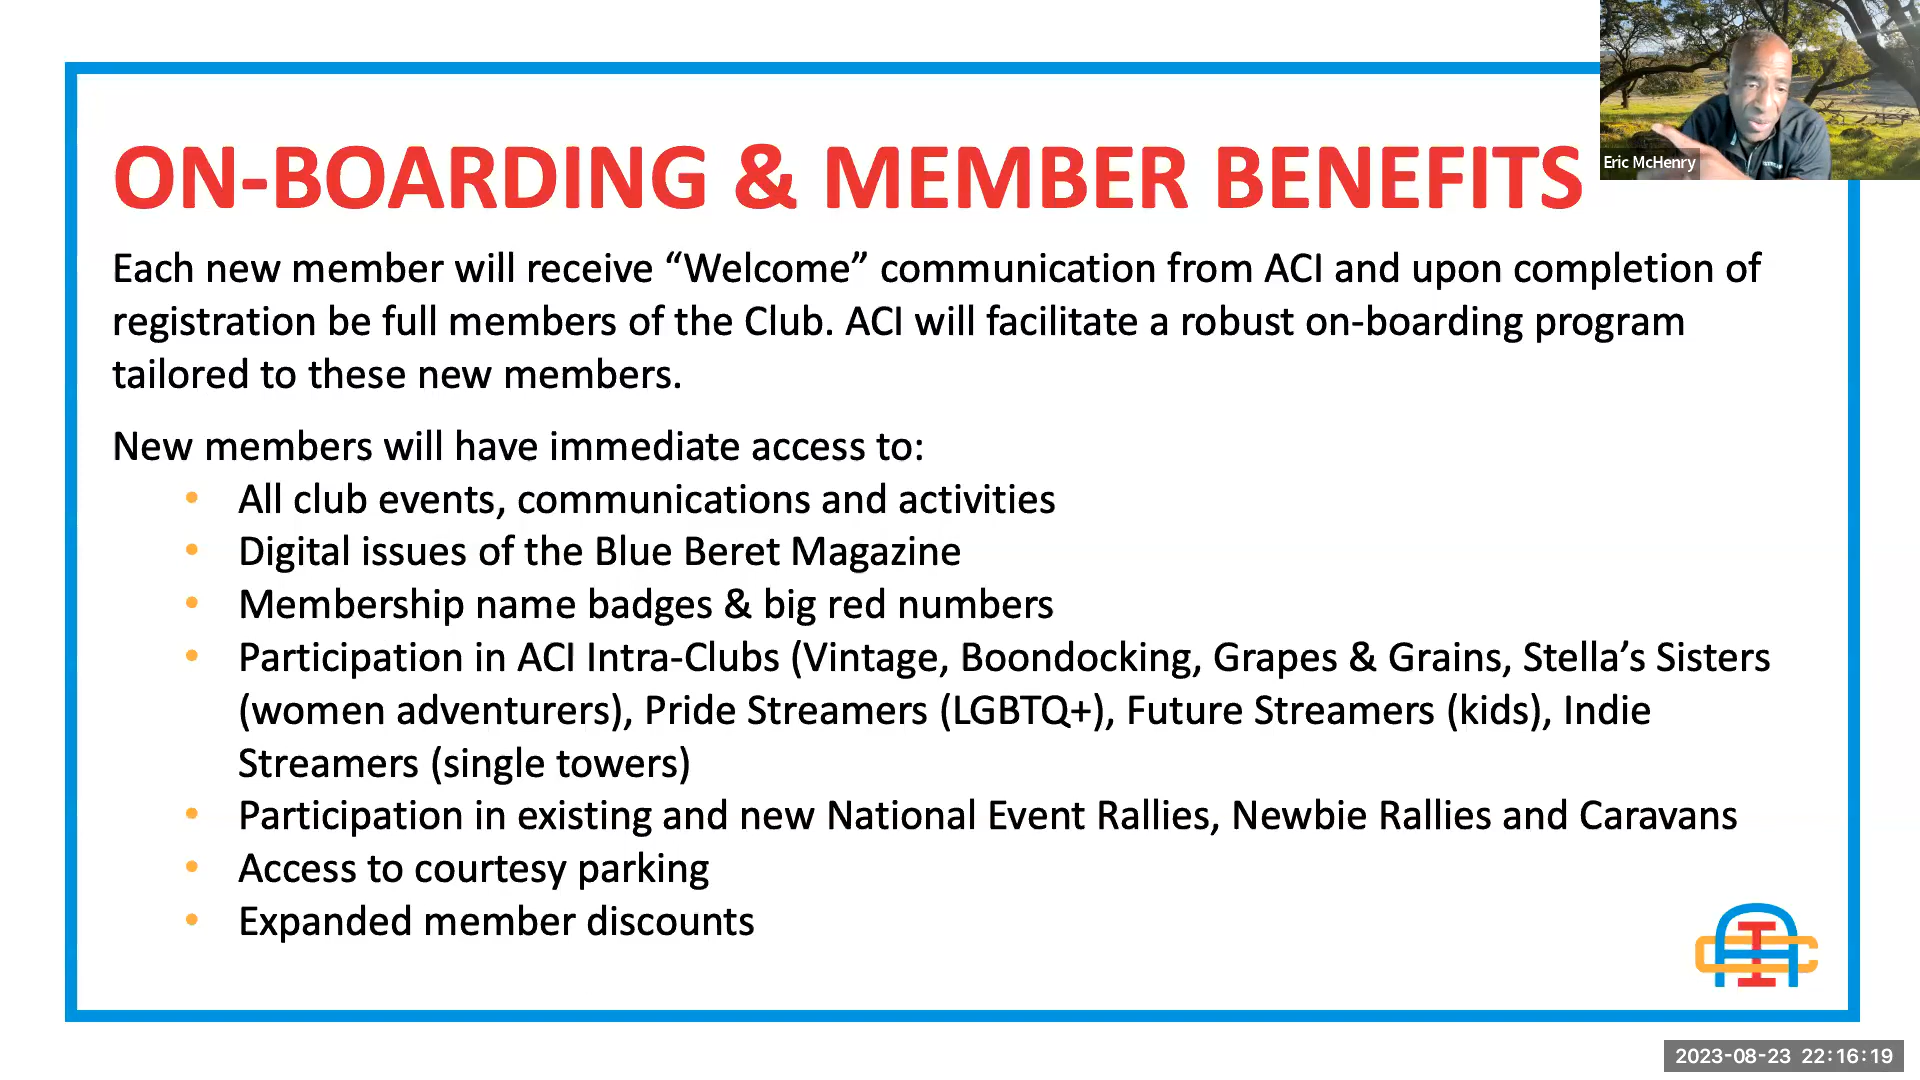 ON-BOARDING & MEMBER BENEFITS
Eric McHenry
Each new member will receive “Welcome” communication from ACI and upon completion of
registration be full members of the Club. ACI will facilitate a robust on-boarding program
tailored to these new members.
New members will have immediate access to:
• All club events, communications and activities
• Digital issues of the Blue Beret Magazine
• Membership name badges & big red numbers
• Participation in ACI Intra-Clubs (Vintage, Boondocking, Grapes & Grains, Stella’s Sisters
(women adventurers), Pride Streamers (LGBTQ+), Future Streamers (kids), Indie
Streamers (single towers)
• Participation in existing and new National Event Rallies, Newbie Rallies and Caravans
• Access to courtesy parking
• Expanded member discounts
ACI
2023-08-23 22:16:19